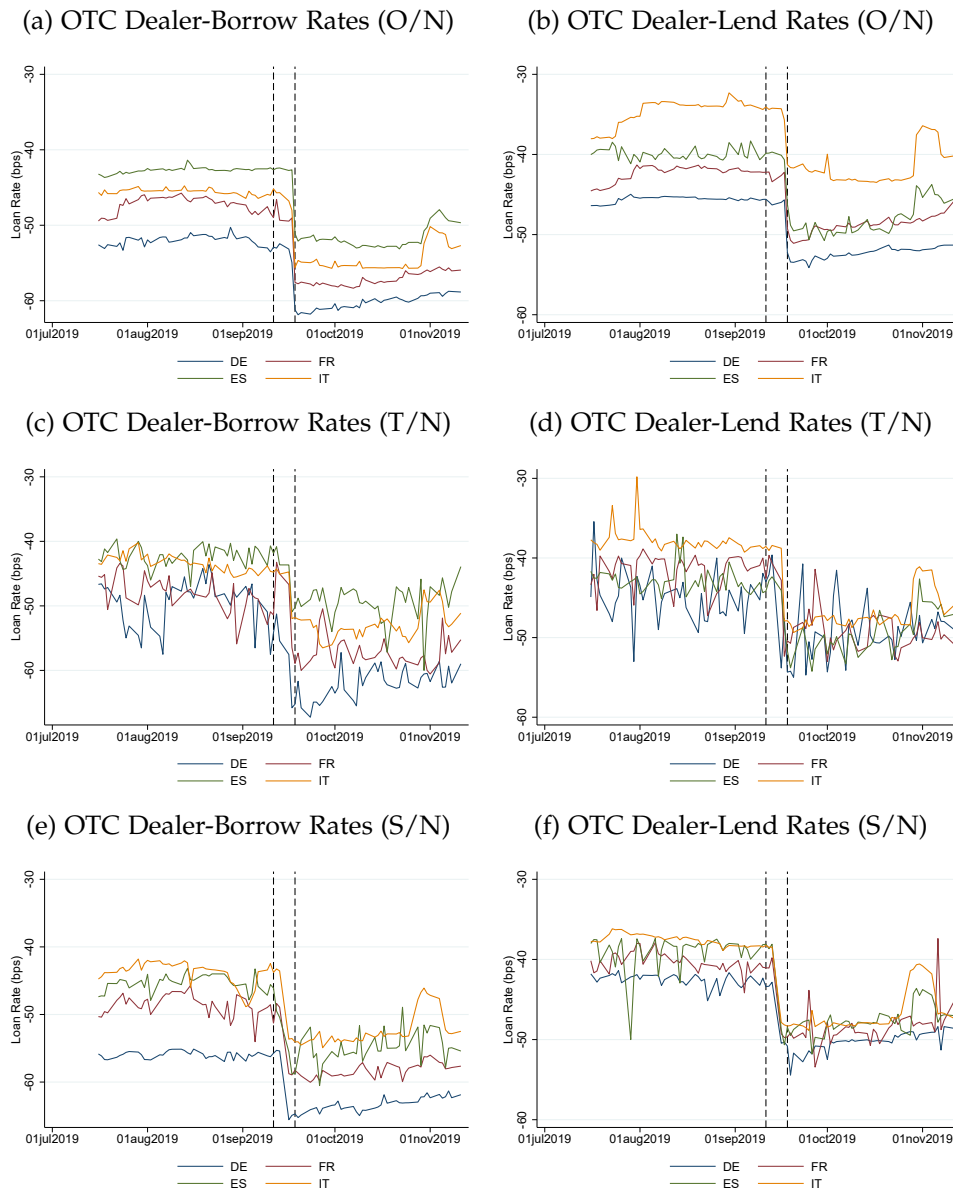 (a) OTC Dealer-Borrow Rates (O/N)
(b) OTC Dealer-Lend Rates (O/N)
Loan Rate (bps)
-30
-40
-50
-60
01jul2019 01aug2019 01sep2019 01oct2019 01nov2019
DE FR
ES IT
Loan Rate (bps)
-30
-40
-50
-60
01jul2019 01aug2019 01sep2019 01oct2019 01nov2019
DE FR
ES IT
(c) OTC Dealer-Borrow Rates (T/N)
(d) OTC Dealer-Lend Rates (T/N)
Loan Rate (bps)
-30
-40
-50
-60
01jul2019 01aug2019 01sep2019 01oct2019 01nov2019
DE FR
ES IT
Loan Rate (bps)
-30
-40
-50
-60
01jul2019 01aug2019 01sep2019 01oct2019 01nov2019
DE FR
ES IT
(e) OTC Dealer-Borrow Rates (S/N)
(f) OTC Dealer-Lend Rates (S/N)
Loan Rate (bps)
-30
-40
-50
-60
01jul2019 01aug2019 01sep2019 01oct2019 01nov2019
DE FR
ES IT
Loan Rate (bps)
-30
-40
-50
-60
01jul2019 01aug2019 01sep2019 01oct2019 01nov2019
DE FR
ES IT